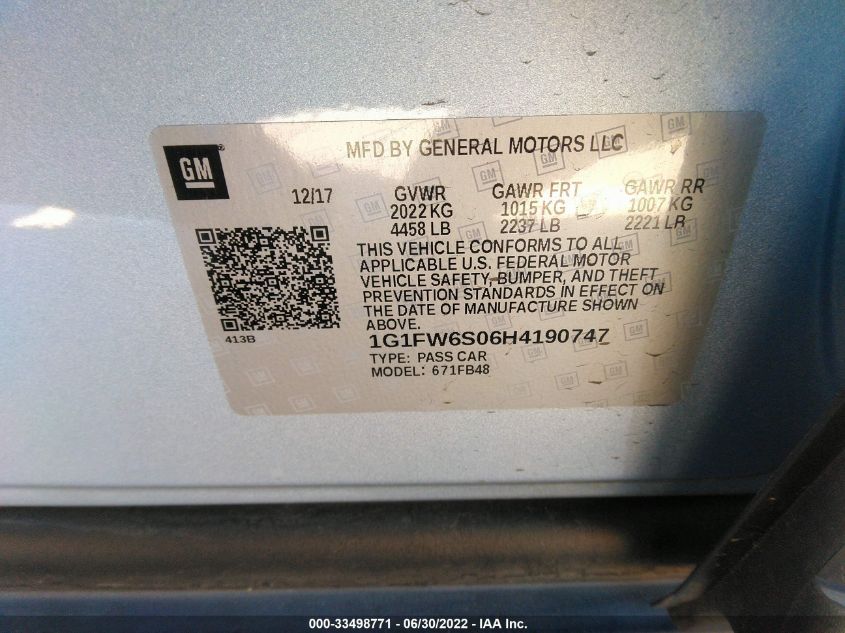 GM
MFD BY GENERAL MOTORS LLC
12/17
GVWR GAWR FRT GAWR RR
2022 KG 1015 KG 1007 KG
4458 LB 2237 LB 2221 LB
THIS VEHICLE CONFORMS TO ALL
APPLICABLE U.S. FEDERAL MOTOR
VEHICLE SAFETY, BUMPER, AND THEFT
PREVENTION STANDARDS IN EFFECT ON
THE DATE OF MANUFACTURE SHOWN
ABOVE.
413B
1G1FW6S06H4190747
TYPE: PASS CAR
MODEL: 671FB48
000-33498771 - 06/30/2022 - IAA Inc.